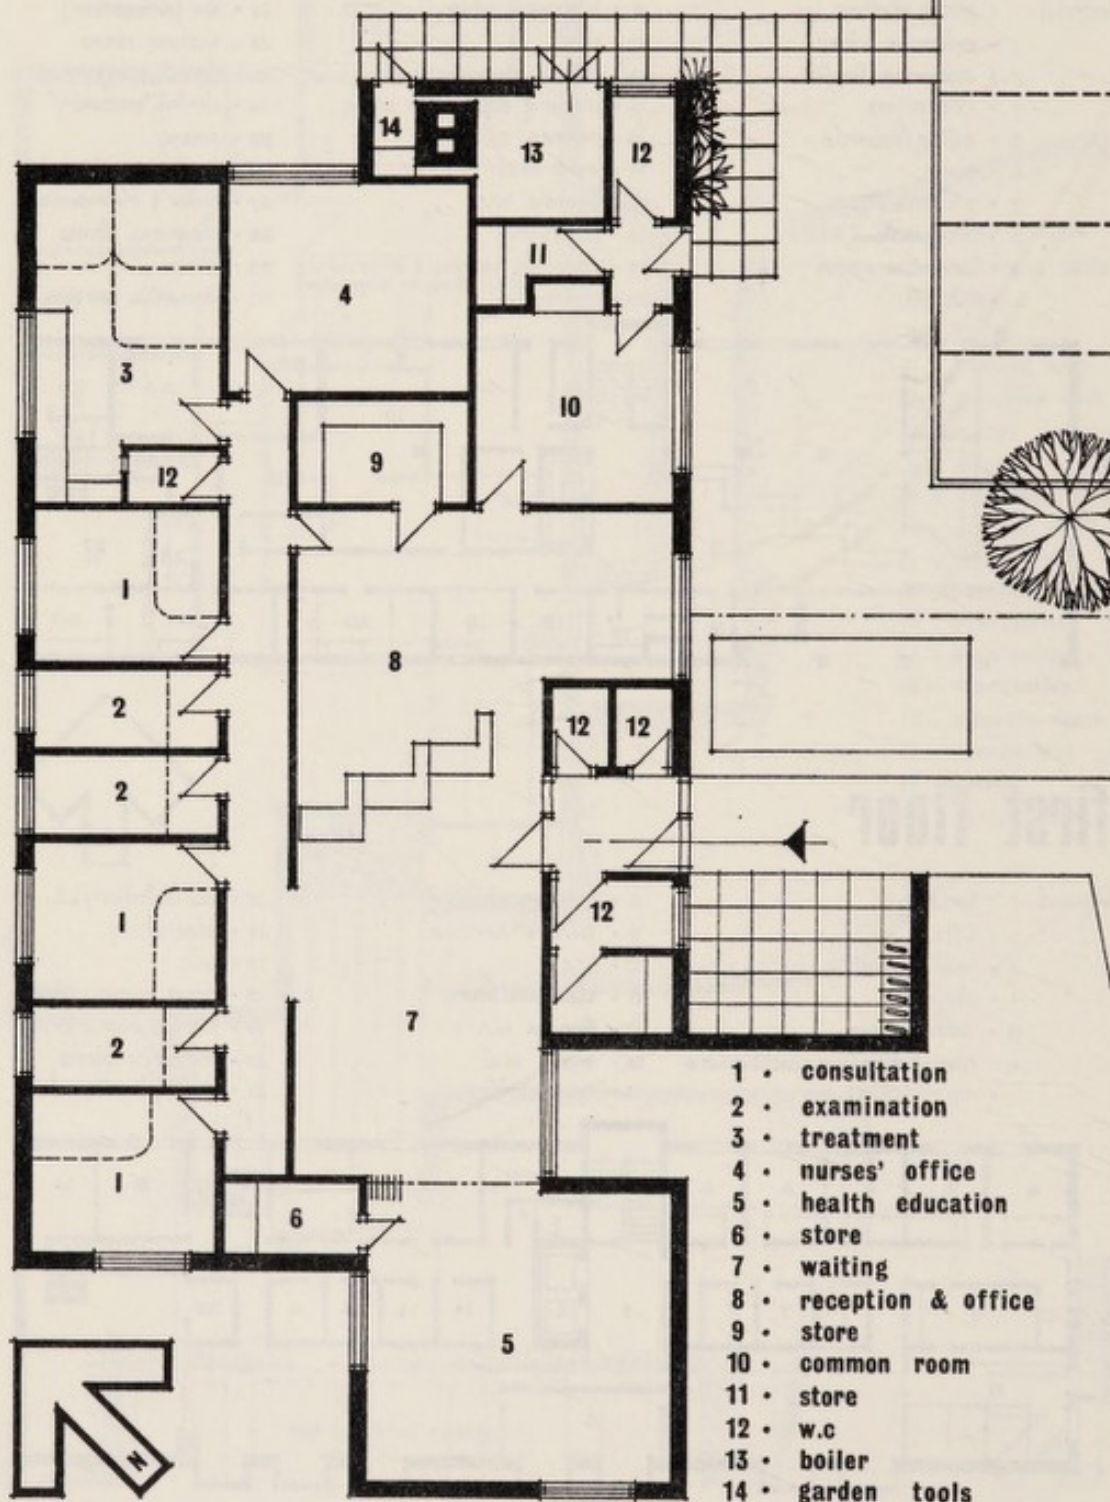 14
13
12
11
4
3
10
9
12
1
8
2
12
12
2
12
1
7
2
1
6
5
N
1 · consultation
2 · examination
3 · treatment
4 · nurses' office
5 · health education
6 · store
7 · waiting
8 · reception & office
9 · store
10 · common room
11 · store
12 · w.c
13 · boiler
14 · garden tools